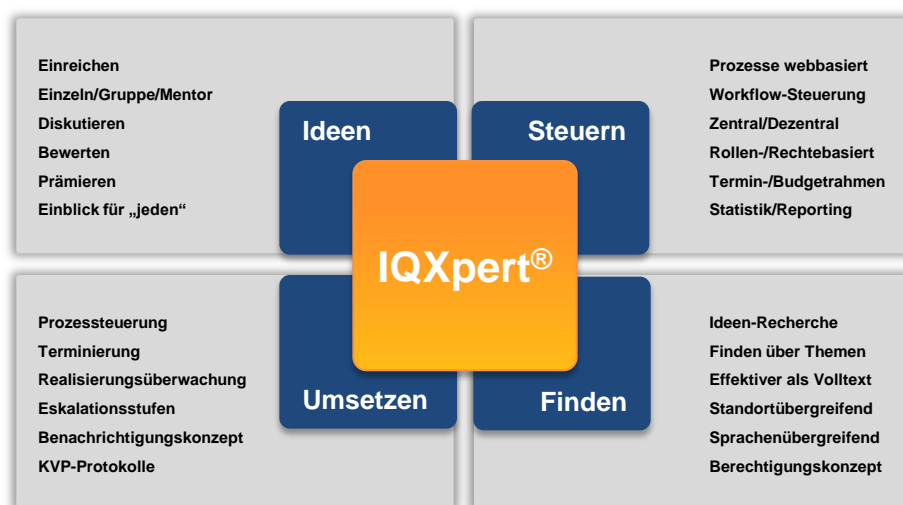 Einreichen
Einzeln/Gruppe/Mentor
Diskutieren
Bewerten
Prämieren
Einblick für „jeden“
Ideen
Steuern
Prozesse webbasiert
Workflow-Steuerung
Zentral/Dezentral
Rollen-/Rechtebasiert
Termin-/Budgetrahmen
Statistik/Reporting
IQXpert®
Prozessteuerung
Terminierung
Realisierungsüberwachung
Eskalationsstufen
Benachrichtigungskonzept
KVP-Protokolle
Umsetzen
Finden
Ideen-Recherche
Finden über Themen
Effektiver als Volltext
Standortübergreifend
Sprachenübergreifend
Berechtigungskonzept